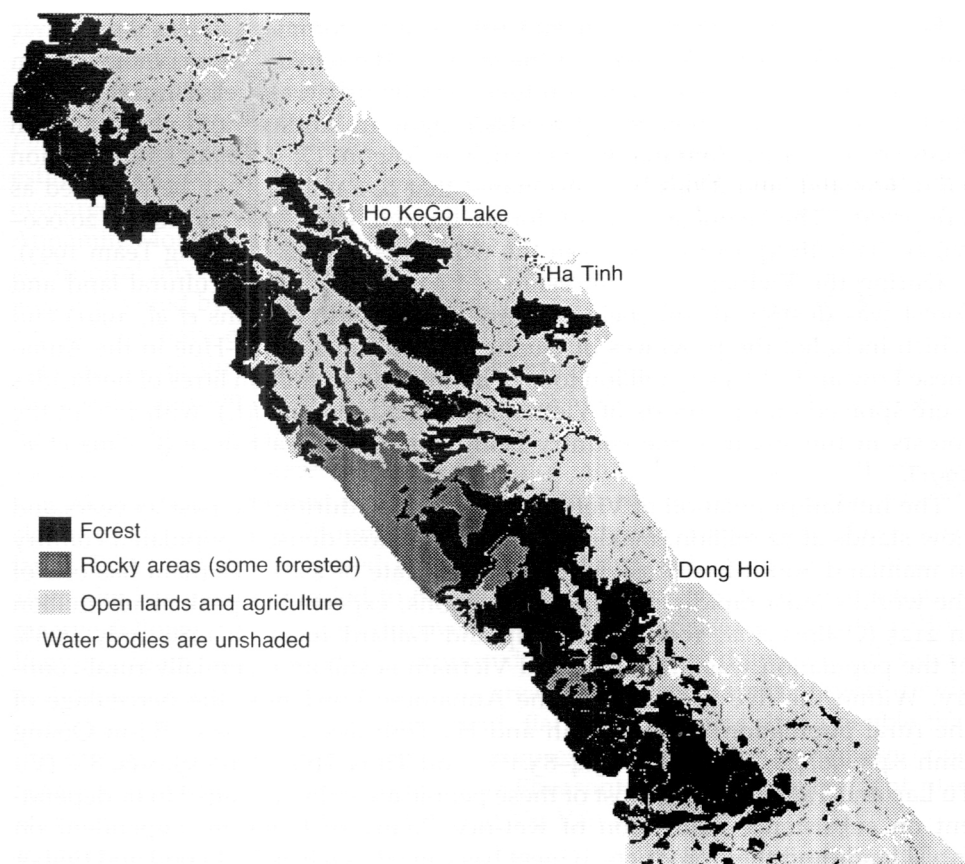 Ho KeGo Lake
Ha Tinh
Forest
Rocky areas (some forested)
Dong Hoi
Open lands and agriculture
Water bodies are unshaded